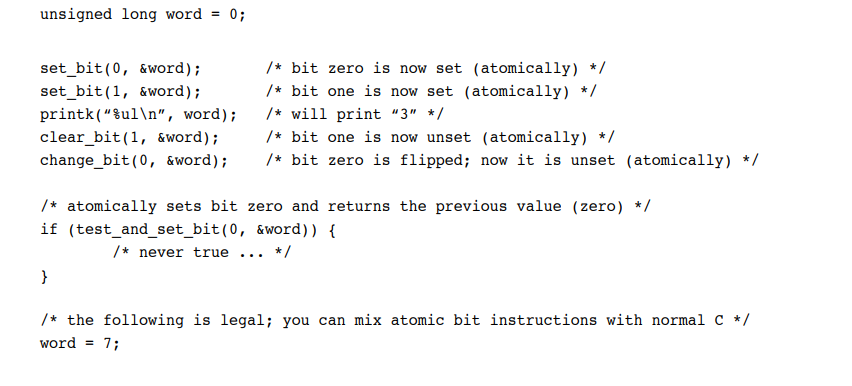 unsigned long word = 0;
set_bit(0, &word);       /* bit zero is now set (atomically) */
set_bit(1, &word);       /* bit one is now set (atomically) */
printk(“%ul\n”, word);   /* will print “3” */
clear_bit(1, &word);     /* bit one is now unset (atomically) */
change_bit(0, &word);    /* bit zero is flipped; now it is unset (atomically) */
/* atomically sets bit zero and returns the previous value (zero) */
if (test_and_set_bit(0, &word)) {
        /* never true ... */
}
/* the following is legal; you can mix atomic bit instructions with normal C */
word = 7;